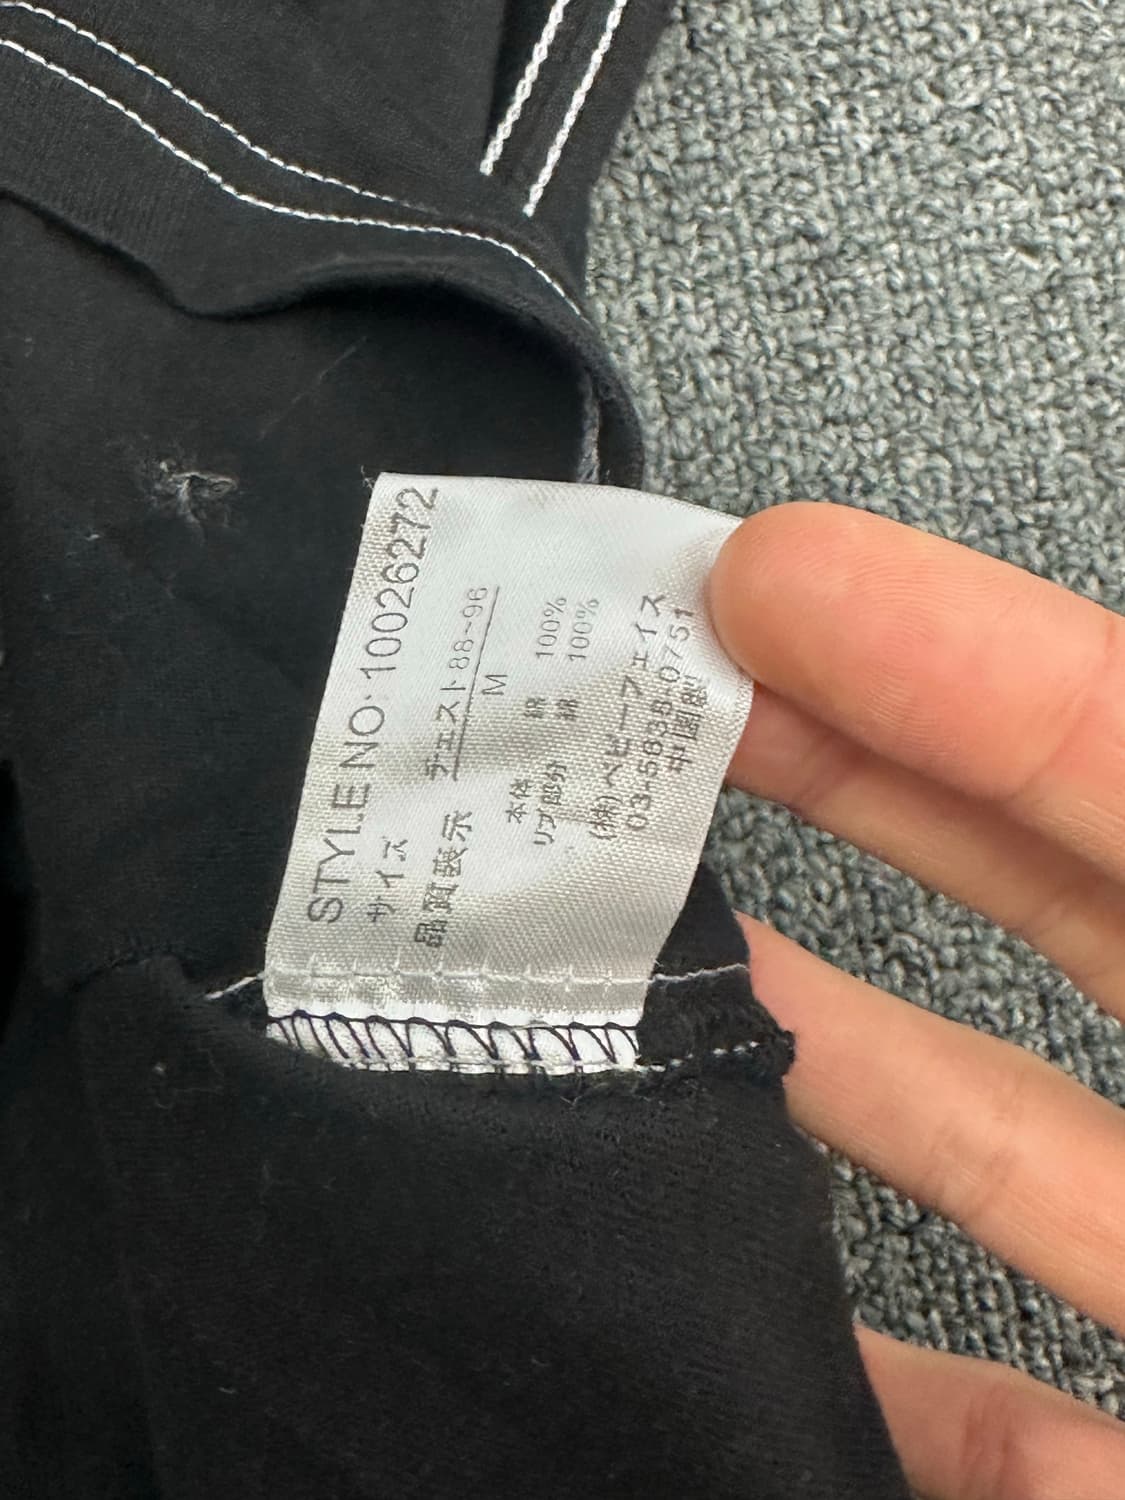 STYLE NO:10026272
サイズ チェスト 88~96
M
品質表示
本体 綿 100%
リブ部分 綿 100%
(株)ベビーフェイス
03-5638-0751
中国製